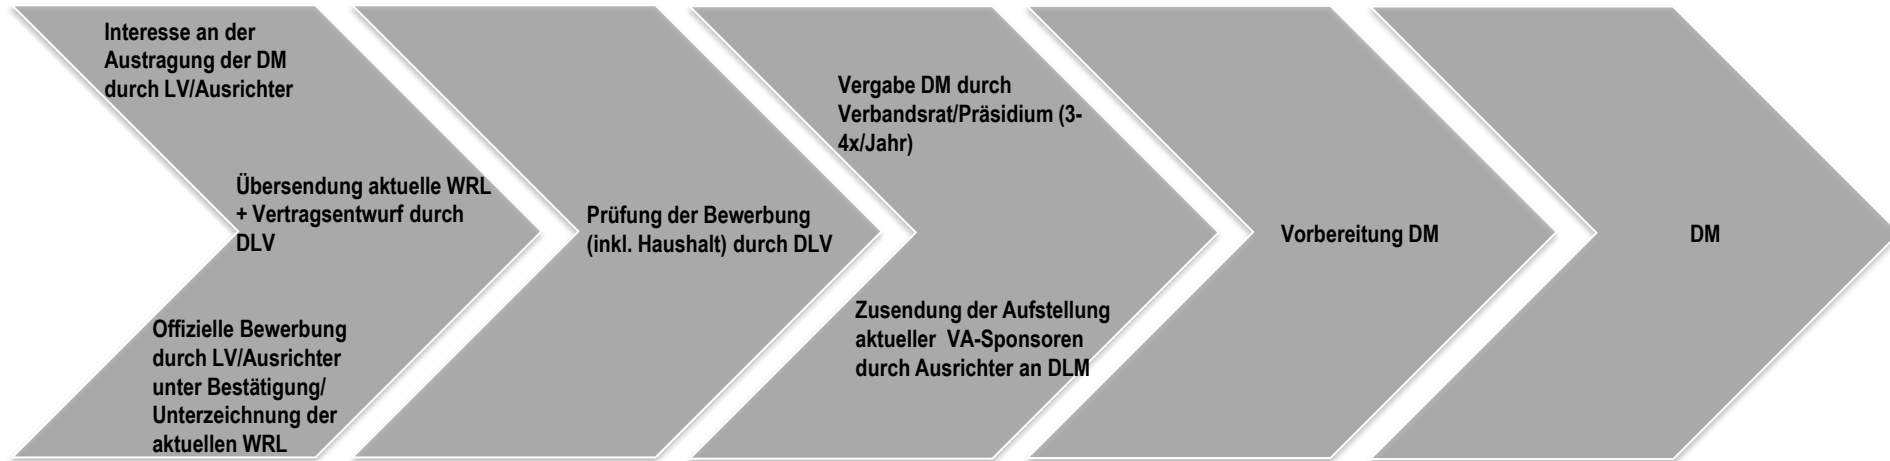 Interesse an der
Austragung der DM
durch LV/Ausrichter
Übersendung aktuelle WRL
+ Vertragsentwurf durch
DLV
Offizielle Bewerbung
durch LV/Ausrichter
unter Bestätigung/
Unterzeichnung der
aktuellen WRL
Prüfung der Bewerbung
(inkl. Haushalt) durch DLV
Vergabe DM durch
Verbandsrat/Präsidium (3-
4x/Jahr)
Zusendung der Aufstellung
aktueller  VA-Sponsoren
durch Ausrichter an DLM
Vorbereitung DM
DM